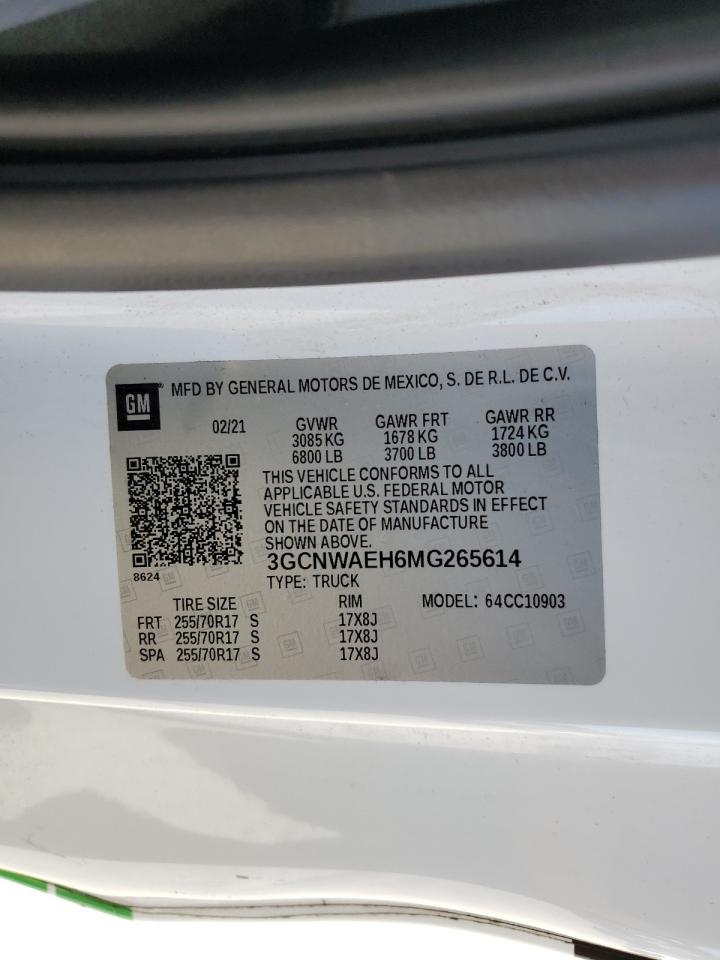 GM ® MFD BY GENERAL MOTORS DE MEXICO, S. DE R.L. DE C.V.
02/21 GVWR GAWR FRT GAWR RR
3085 KG 1678 KG 1724 KG
6800 LB 3700 LB 3800 LB
THIS VEHICLE CONFORMS TO ALL
APPLICABLE U.S. FEDERAL MOTOR
VEHICLE SAFETY STANDARDS IN EFFECT
ON THE DATE OF MANUFACTURE
SHOWN ABOVE.
3GCNWAEH6MG265614
8624 TYPE: TRUCK
TIRE SIZE RIM MODEL: 64CC10903
FRT 255/70R17 S 17X8J
RR 255/70R17 S 17X8J
SPA 255/70R17 S 17X8J